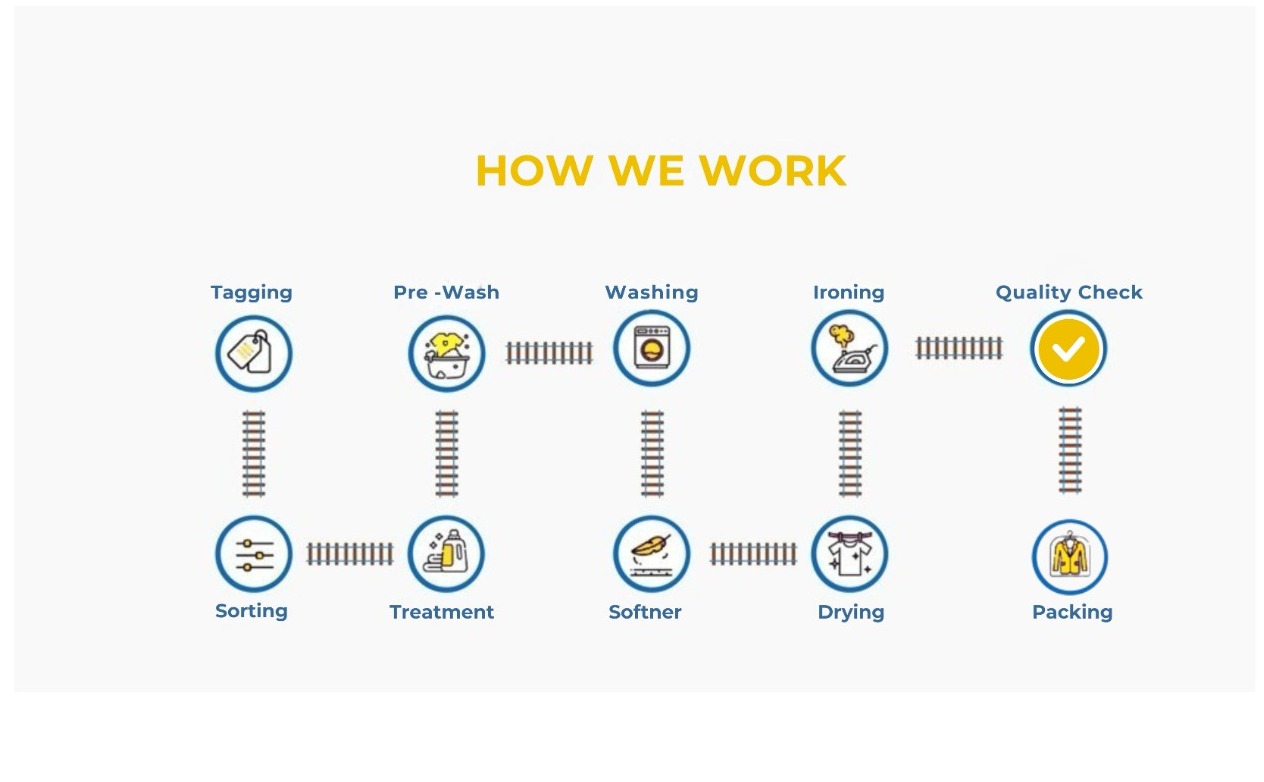 HOW WE WORK
Tagging
Pre -Wash
Washing
Ironing
Quality Check
Sorting
Treatment
Softner
Drying
Packing